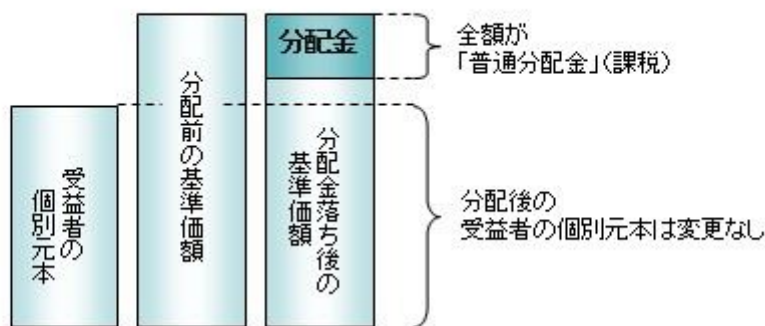 受益者の
個別元本
分配前の基準価額
分配金
分配金落ち後の
基準価額
全額が
「普通分配金」(課税)
分配後の
受益者の個別元本は変更なし